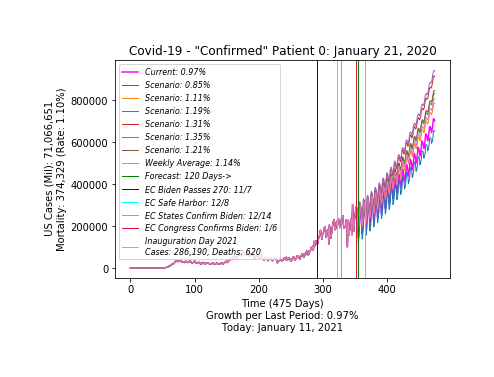 Covid-19 - "Confirmed" Patient 0: January 21, 2020
US Cases (Mil): 71,066,651
Mortality: 374,329 (Rate: 1.10%)
800000
600000
400000
200000
0
Current: 0.97%
Scenario: 0.85%
Scenario: 1.11%
Scenario: 1.19%
Scenario: 1.31%
Scenario: 1.35%
Scenario: 1.21%
Weekly Average: 1.14%
Forecast: 120 Days->
EC Biden Passes 270: 11/7
EC Safe Harbor: 12/8
EC States Confirm Biden: 12/14
EC Congress Confirms Biden: 1/6
Inauguration Day 2021
Cases: 286,190, Deaths: 620
0 100 200 300 400
Time (475 Days)
Growth per Last Period: 0.97%
Today: January 11, 2021